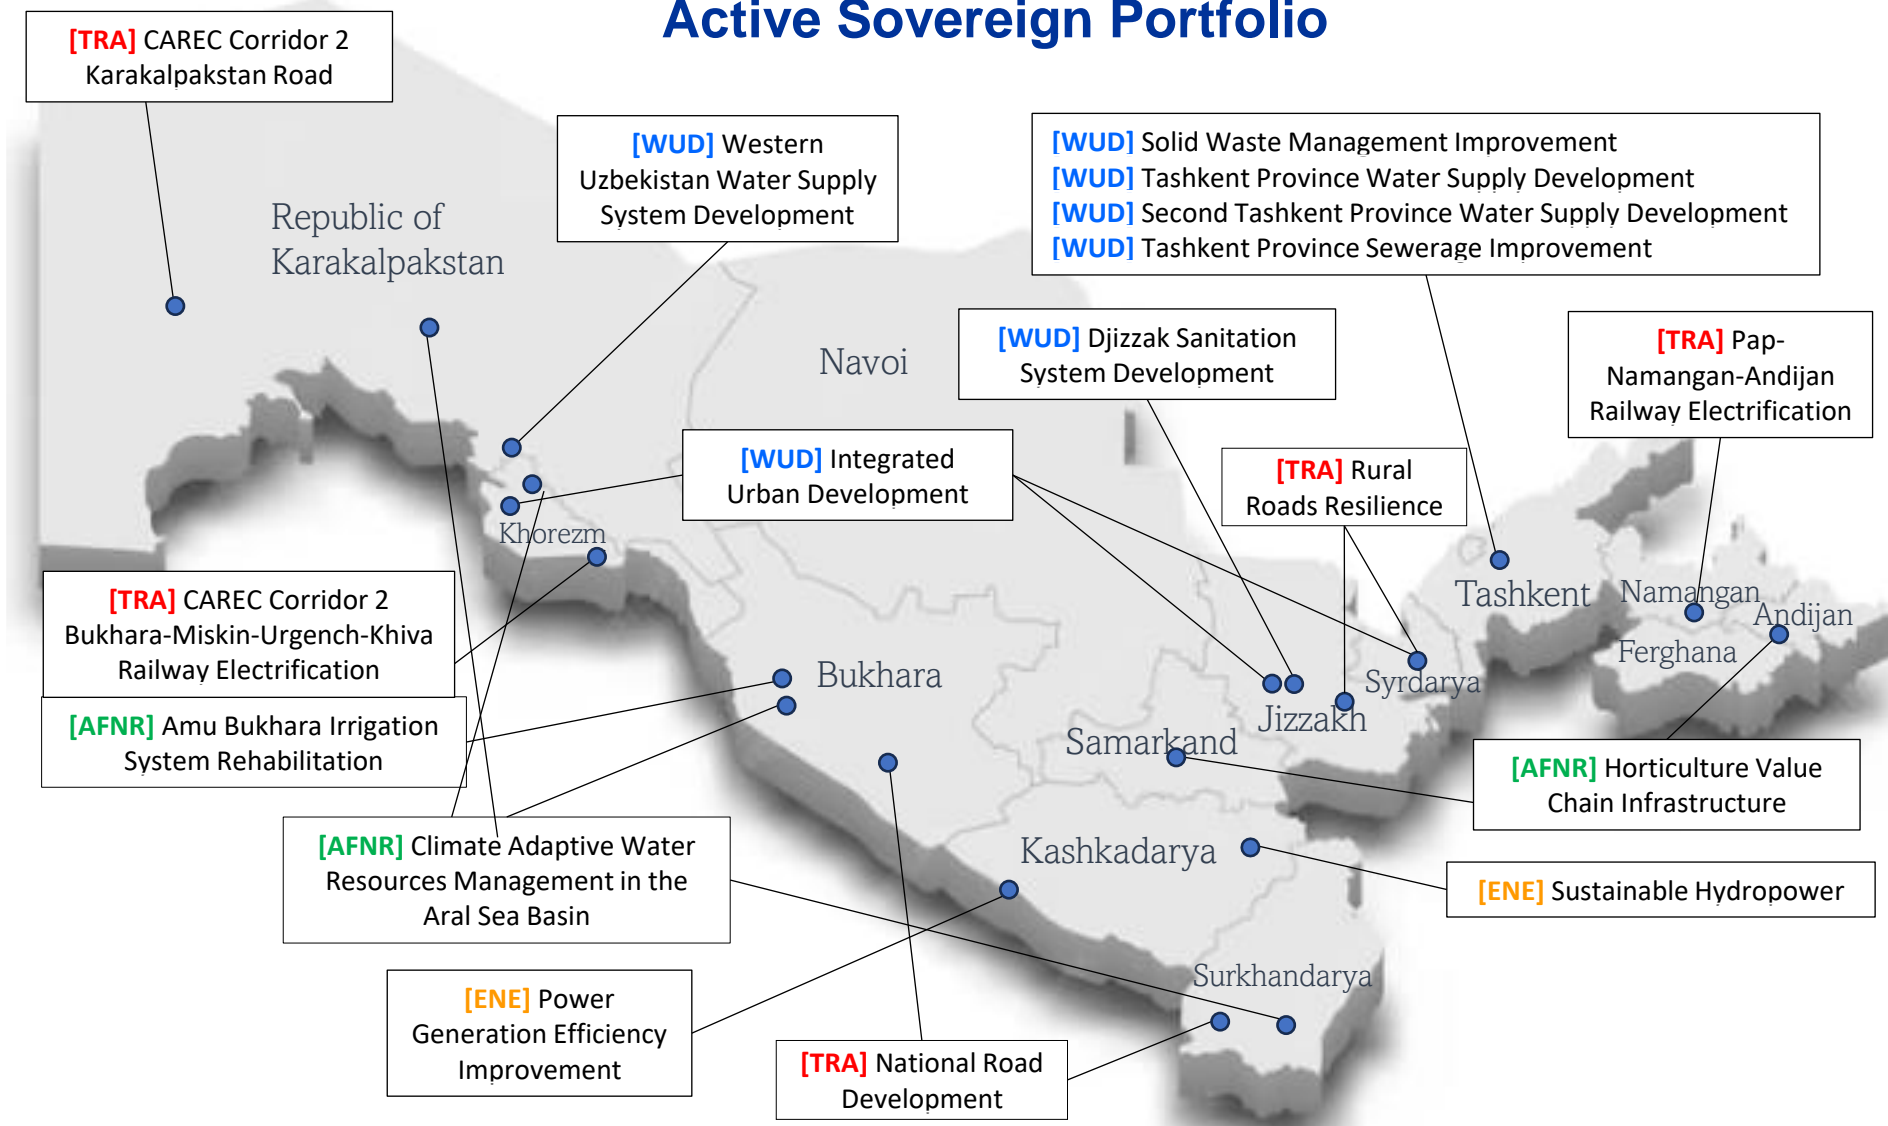 Active Sovereign Portfolio
[TRA] CAREC Corridor 2
Karakalpakstan Road
[WUD] Western
Uzbekistan Water Supply
System Development
[WUD] Solid Waste Management Improvement
[WUD] Tashkent Province Water Supply Development
[WUD] Second Tashkent Province Water Supply Development
[WUD] Tashkent Province Sewerage Improvement
Republic of
Karakalpakstan
Navoi
[WUD] Djizzak Sanitation
System Development
[TRA] Pap-
Namangan-Andijan
Railway Electrification
[WUD] Integrated
Urban Development
[TRA] Rural
Roads Resilience
Khorezm
Tashkent
Namangan
Andijan
Ferghana
[TRA] CAREC Corridor 2
Bukhara-Miskin-Urgench-Khiva
Railway Electrification
Bukhara
Syrdarya
Jizzakh
Samarkand
[AFNR] Amu Bukhara Irrigation
System Rehabilitation
[AFNR] Horticulture Value
Chain Infrastructure
[AFNR] Climate Adaptive Water
Resources Management in the
Aral Sea Basin
Kashkadarya
[ENE] Sustainable Hydropower
Surkhandarya
[ENE] Power
Generation Efficiency
Improvement
[TRA] National Road
Development